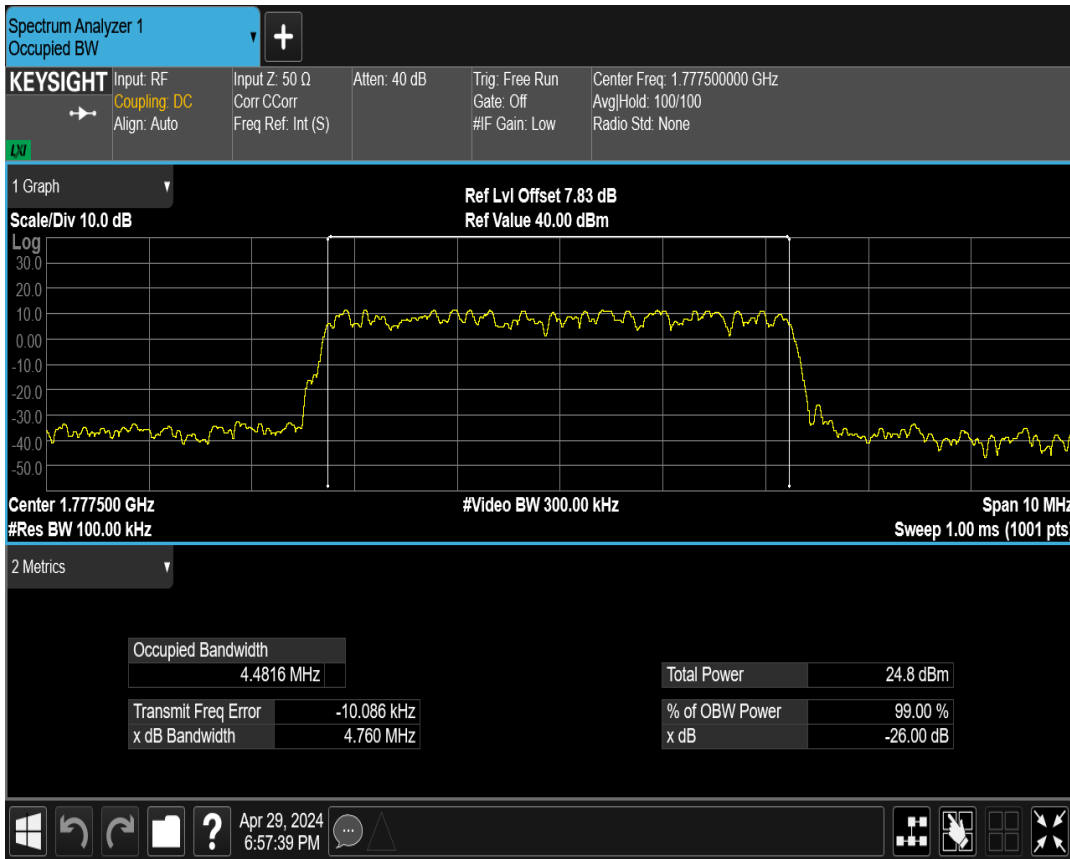 Spectrum Analyzer 1
Occupied BW
+
KEYSIGHT
LXI
Input: RF
Coupling: DC
Align: Auto
Input Z: 50 Ω
Corr CCorr
Freq Ref: Int (S)
Atten: 40 dB
Trig: Free Run
Gate: Off
#IF Gain: Low
Center Freq: 1.777500000 GHz
Avg|Hold: 100/100
Radio Std: None
1 Graph
Scale/Div 10.0 dB
Ref Lvl Offset 7.83 dB
Ref Value 40.00 dBm
Log
30.0
20.0
10.0
0.00
-10.0
-20.0
-30.0
-40.0
-50.0
Center 1.777500 GHz
#Res BW 100.00 kHz
#Video BW 300.00 kHz
Span 10 MHz
Sweep 1.00 ms (1001 pts)
2 Metrics
Occupied Bandwidth
4.4816 MHz
Transmit Freq Error -10.086 kHz
x dB Bandwidth 4.760 MHz
Total Power 24.8 dBm
% of OBW Power 99.00 %
x dB -26.00 dB
?
Apr 29, 2024
6:57:39 PM